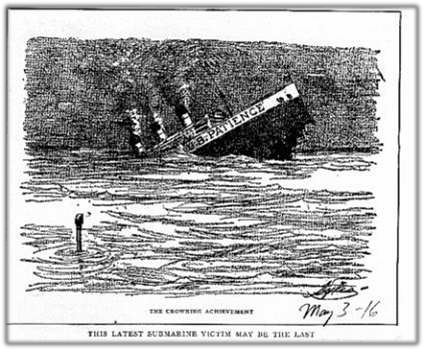 PATIENCE
THE CROWNING ACHIEVEMENT
May 3-16
THIS LATEST SUBMARINE VICTIM MAY BE THE LAST